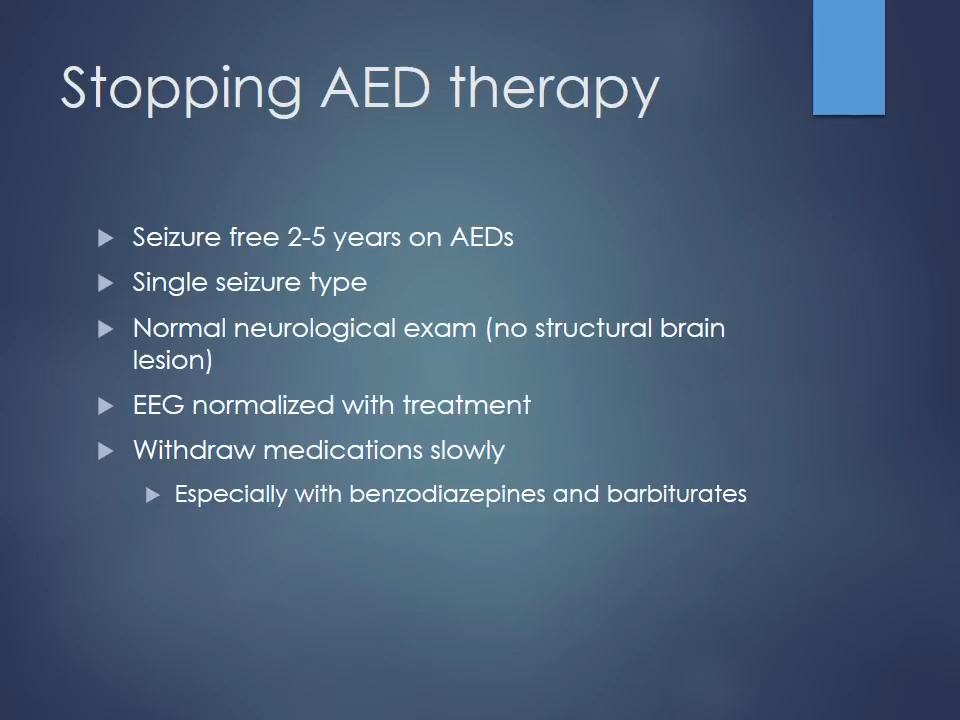 Stopping AED therapy
Seizure free 2-5 years on AEDs
Single seizure type
Normal neurological exam (no structural brain
lesion)
EEG normalized with treatment
Withdraw medications slowly
Especially with benzodiazepines and barbiturates